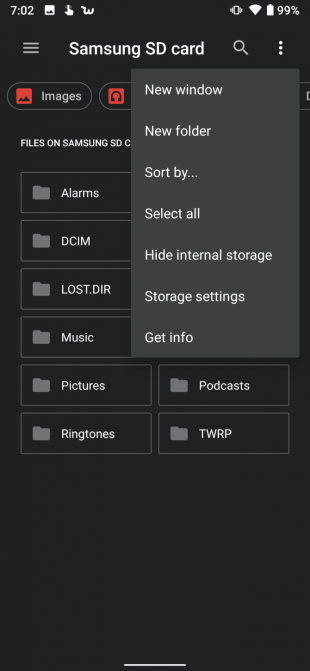 7:02
99%
Samsung SD card
Images
D
New window
New folder
FILES ON SAMSUNG SD C
Sort by...
Alarms
Select all
DCIM
Hide internal storage
LOST.DIR
Storage settings
Music
Get info
Pictures
Podcasts
Ringtones
TWRP